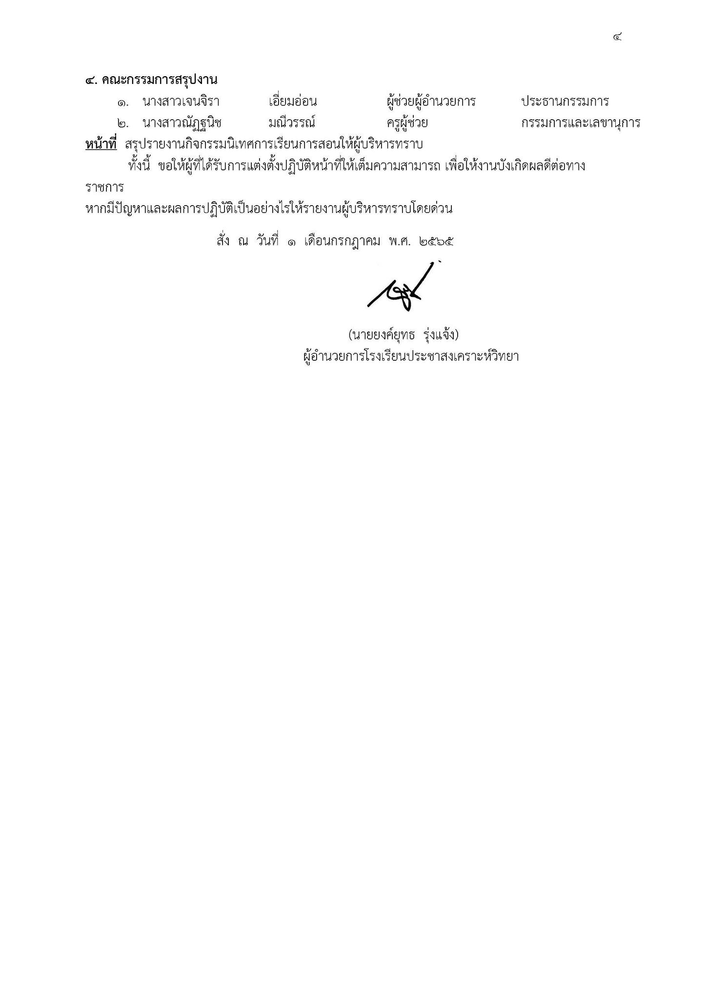 ๔
๔. คณะกรรมการสรุปงาน
๑. นางสาวเจนจิรา เอี่ยมอ่อน ผู้ช่วยผู้อำนวยการ ประธานกรรมการ
๒. นางสาวณัฏฐนิช มณีวรรณ์ ครูผู้ช่วย กรรมการและเลขานุการ
หน้าที่ สรุปรายงานกิจกรรมนิเทศการเรียนการสอนให้ผู้บริหารทราบ
ทั้งนี้ ขอให้ผู้ที่ได้รับการแต่งตั้งปฏิบัติหน้าที่ให้เต็มความสามารถ เพื่อให้งานบังเกิดผลดีต่อทาง
ราชการ
หากมีปัญหาและผลการปฏิบัติเป็นอย่างไรให้รายงานผู้บริหารทราบโดยด่วน
สั่ง ณ วันที่ ๑ เดือนกรกฎาคม พ.ศ. ๒๕๖๕
(นายยงค์ยุทธ รุ่งแจ้ง)
ผู้อำนวยการโรงเรียนประชาสงเคราะห์วิทยา